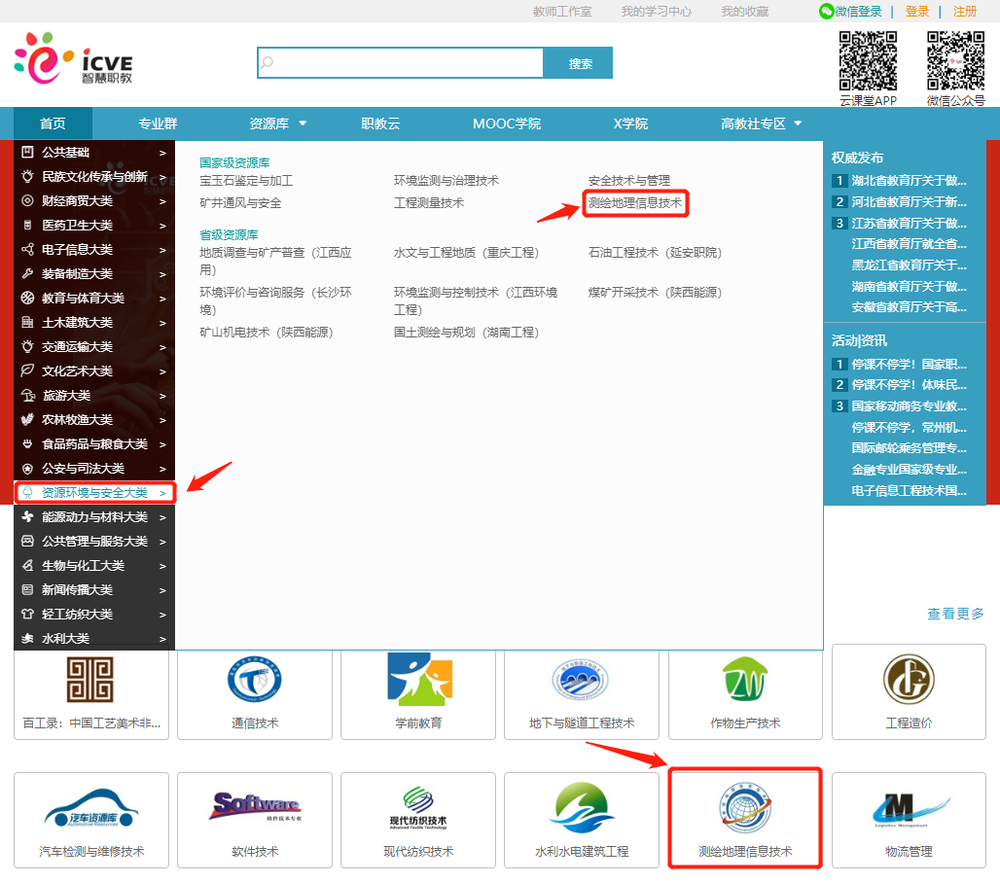 教师工作室 我的学习中心 我的收藏 微信登录 | 登录 | 注册
icve
智慧职教
搜索
云课堂APP 微信公众号
首页 专业群 资源库 职教云 MOOC学院 X学院 高教社专区
公共基础 >
民族文化传承与创新 >
财经商贸大类 >
医药卫生大类 >
电子信息大类 >
装备制造大类 >
教育与体育大类 >
土木建筑大类 >
交通运输大类 >
文化艺术大类 >
旅游大类 >
农林牧渔大类 >
食品药品与粮食大类 >
公安与司法大类 >
资源环境与安全大类 >
能源动力与材料大类 >
公共管理与服务大类 >
生物与化工大类 >
新闻传播大类 >
轻工纺织大类 >
水利大类 >
国家级资源库
宝玉石鉴定与加工 环境监测与治理技术 安全技术与管理
矿井通风与安全 工程测量技术 测绘地理信息技术
省级资源库
地质调查与矿产普查（江西应
用）
水文与工程地质（重庆工程） 石油工程技术（延安职院）
环境评价与咨询服务（长沙环
境）
环境监测与控制技术（江西环境
工程）
煤矿开采技术（陕西能源）
矿山机电技术（陕西能源） 国土测绘与规划（湖南工程）
权威发布
1 湖北省教育厅关于做...
2 河北省教育厅关于新...
3 江苏省教育厅关于做...
江西省教育厅就全省...
黑龙江省教育厅关于...
湖南省教育厅关于做...
安徽省教育厅关于高...
活动|资讯
1 停课不停学！国家职...
2 停课不停学！体味民...
3 国家移动商务专业教...
停课不停学，常州机...
国际邮轮乘务管理专...
金融专业国家级专业...
电子信息工程技术国...
查看更多
百工录：中国工艺美术非... 通信技术 学前教育 地下与隧道工程技术 作物生产技术 工程造价
汽车资源库
Software
软件技术专业
现代纺织技术
Advanced Textile Technology
M
Logistics Management
汽车检测与维修技术 软件技术 现代纺织技术 水利水电建筑工程 测绘地理信息技术 物流管理